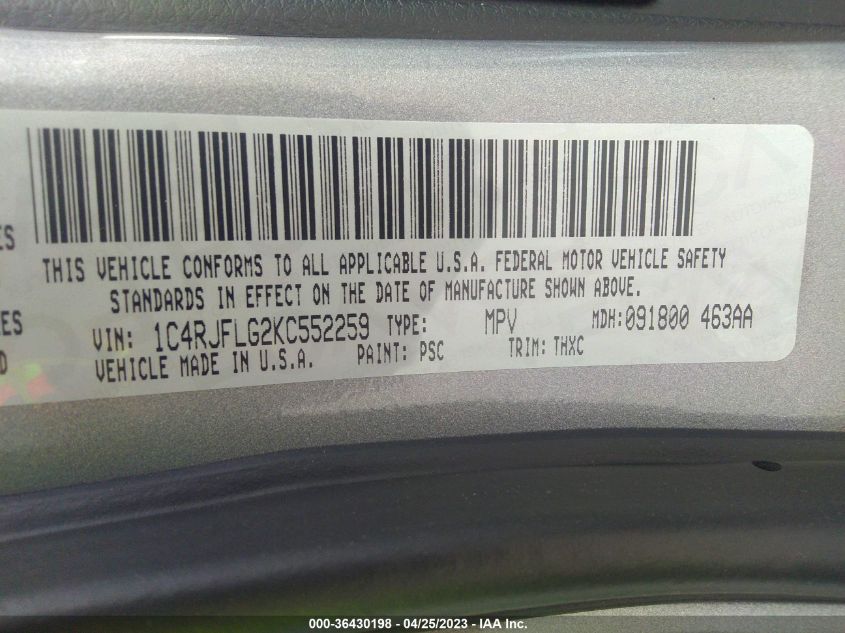 ES
THIS VEHICLE CONFORMS TO ALL APPLICABLE U.S.A. FEDERAL MOTOR VEHICLE SAFETY
STANDARDS IN EFFECT ON THE DATE OF MANUFACTURE SHOWN ABOVE.
ES
VIN: 1C4RJFLG2KC552259 TYPE: MPV MDH:091800 463AA
D
VEHICLE MADE IN U.S.A. PAINT: PSC TRIM: THXC
000-36430198 - 04/25/2023 - IAA Inc.